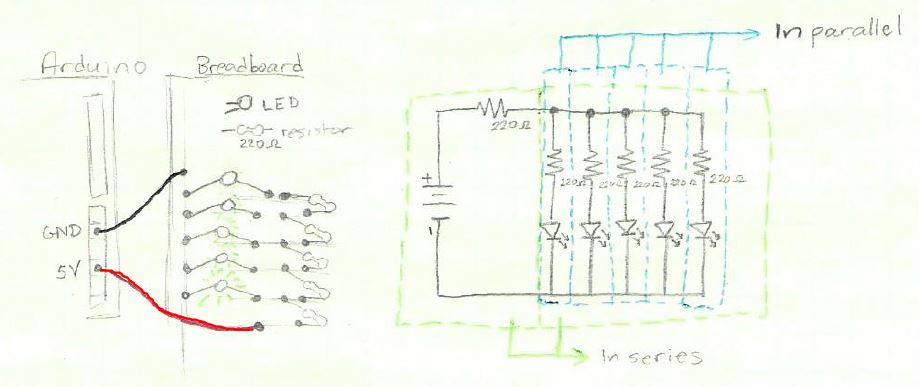 Arduino
Breadboard
LED
resistor
220Ω
GND
5V
In parallel
220Ω
+
220Ω
220Ω
220Ω
220Ω
220Ω
In series